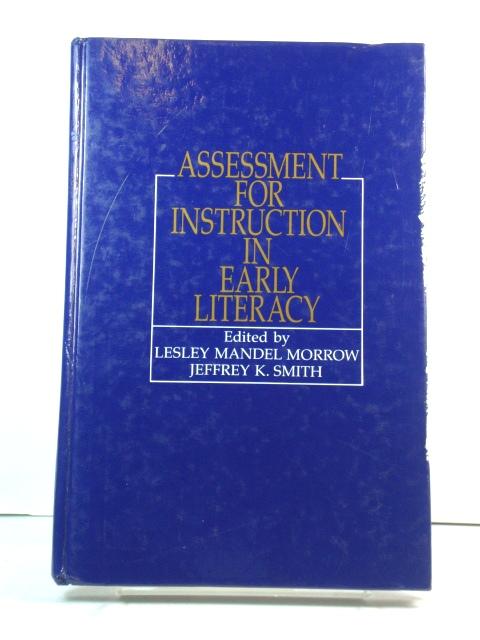 ASSESSMENT
FOR
INSTRUCTION
IN
EARLY
LITERACY
Edited by
LESLEY MANDEL MORROW
JEFFREY K. SMITH